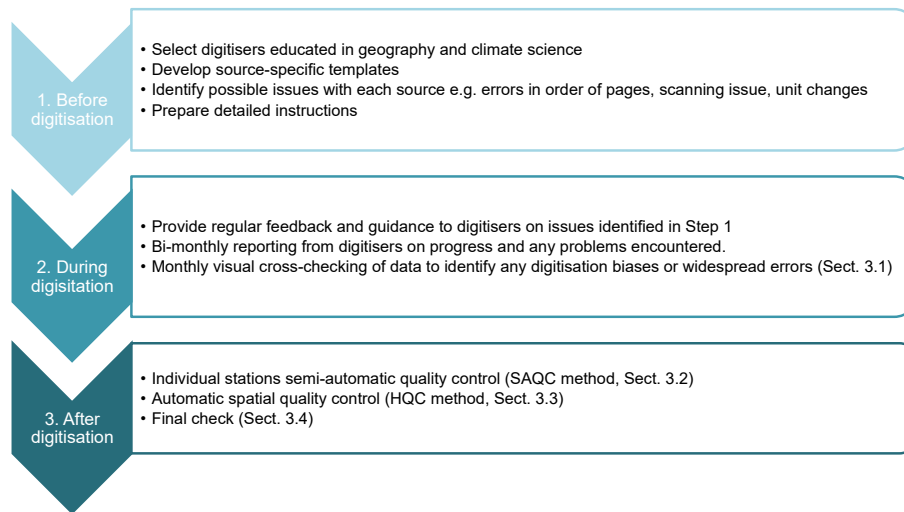 1. Before
digitisation
• Select digitisers educated in geography and climate science
• Develop source-specific templates
• Identify possible issues with each source e.g. errors in order of pages, scanning issue, unit changes
• Prepare detailed instructions
2. During
digisitation
• Provide regular feedback and guidance to digitisers on issues identified in Step 1
• Bi-monthly reporting from digitisers on progress and any problems encountered.
• Monthly visual cross-checking of data to identify any digitisation biases or widespread errors (Sect. 3.1)
3. After
digitisation
• Individual stations semi-automatic quality control (SAQC method, Sect. 3.2)
• Automatic spatial quality control (HQC method, Sect. 3.3)
• Final check (Sect. 3.4)